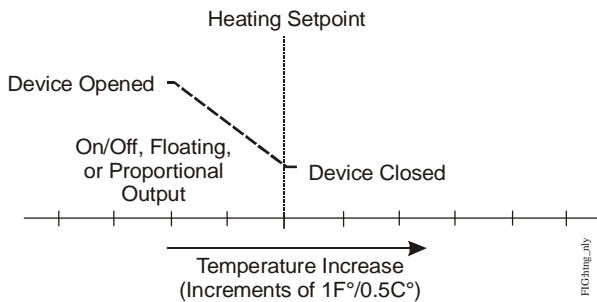 Heating Setpoint
Device Opened
On/Off, Floating,
or Proportional
Output
Device Closed
Temperature Increase
(Increments of 1F°/0.5C°)
FIG:htng_nly